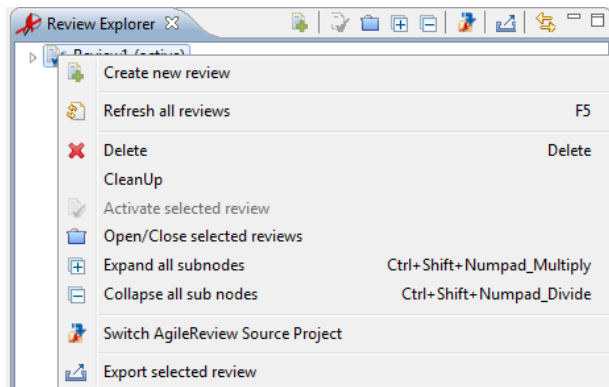 Review Explorer
Review1 (active)
Create new review
Refresh all reviews F5
Delete Delete
CleanUp
Activate selected review
Open/Close selected reviews
Expand all subnodes Ctrl+Shift+Numpad_Multiply
Collapse all sub nodes Ctrl+Shift+Numpad_Divide
Switch AgileReview Source Project
Export selected review